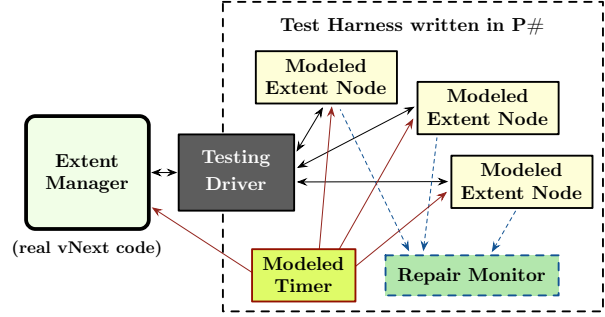 Test Harness written in P#
Modeled
Extent Node
Modeled
Extent Node
Extent
Manager
Testing
Driver
Modeled
Extent Node
(real vNext code)
Modeled
Timer
Repair Monitor